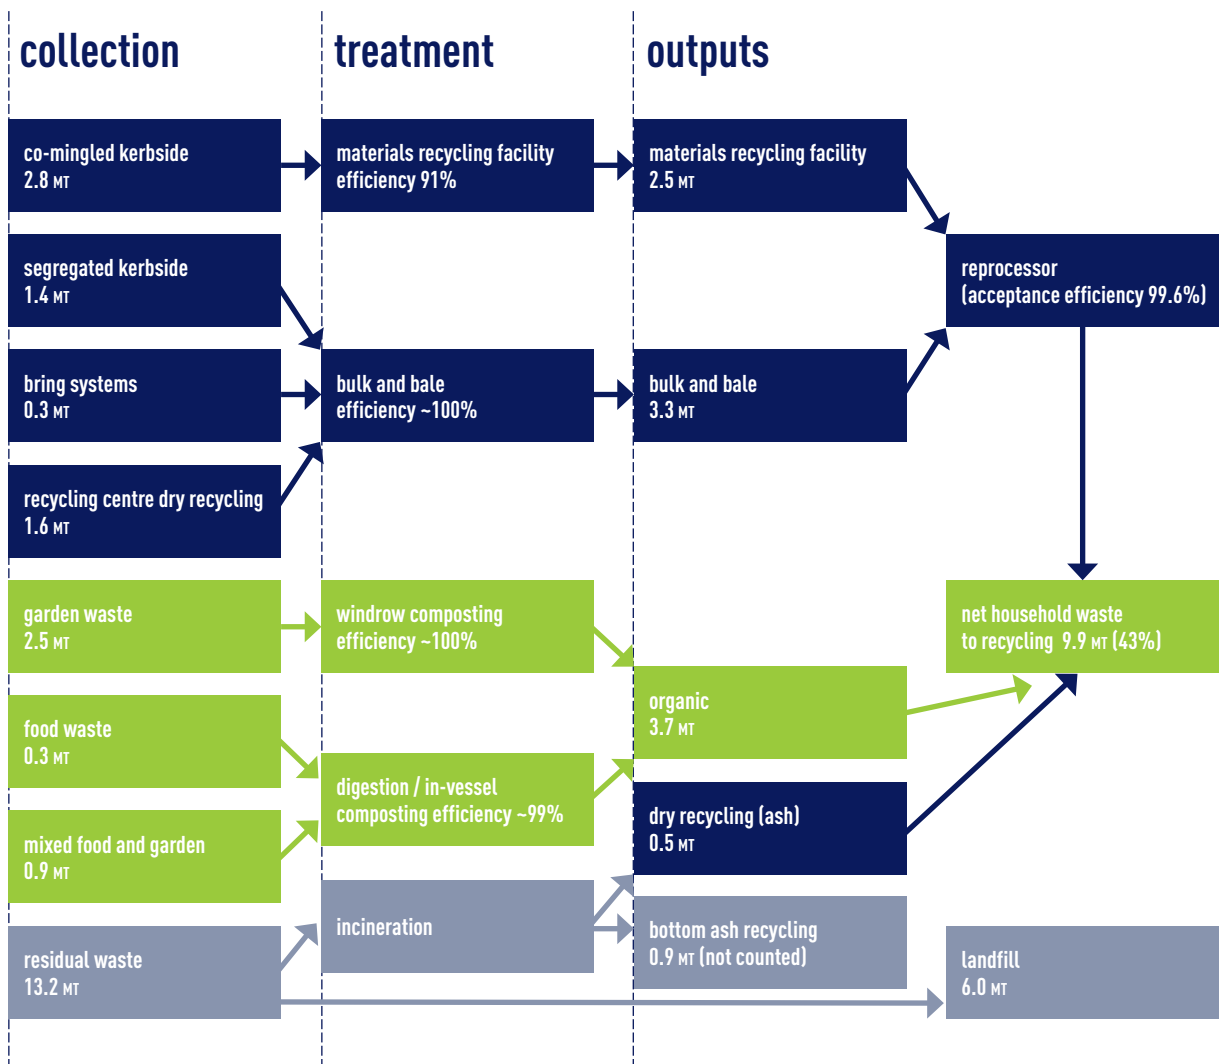 collection
treatment
outputs
co-mingled kerbside
2.8 MT
materials recycling facility
efficiency 91%
materials recycling facility
2.5 MT
segregated kerbside
1.4 MT
reprocessor
(acceptance efficiency 99.6%)
bring systems
0.3 MT
bulk and bale
efficiency ~100%
bulk and bale
3.3 MT
recycling centre dry recycling
1.6 MT
garden waste
2.5 MT
windrow composting
efficiency ~100%
net household waste
to recycling 9.9 MT (43%)
organic
3.7 MT
food waste
0.3 MT
digestion / in-vessel
composting efficiency ~99%
dry recycling (ash)
0.5 MT
mixed food and garden
0.9 MT
incineration
bottom ash recycling
0.9 MT (not counted)
residual waste
13.2 MT
landfill
6.0 MT